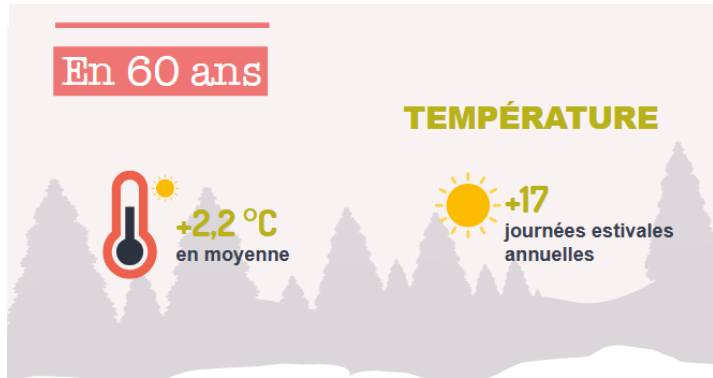 En 60 ans
TEMPÉRATURE
+2,2 °C
en moyenne
+17
journées estivales
annuelles